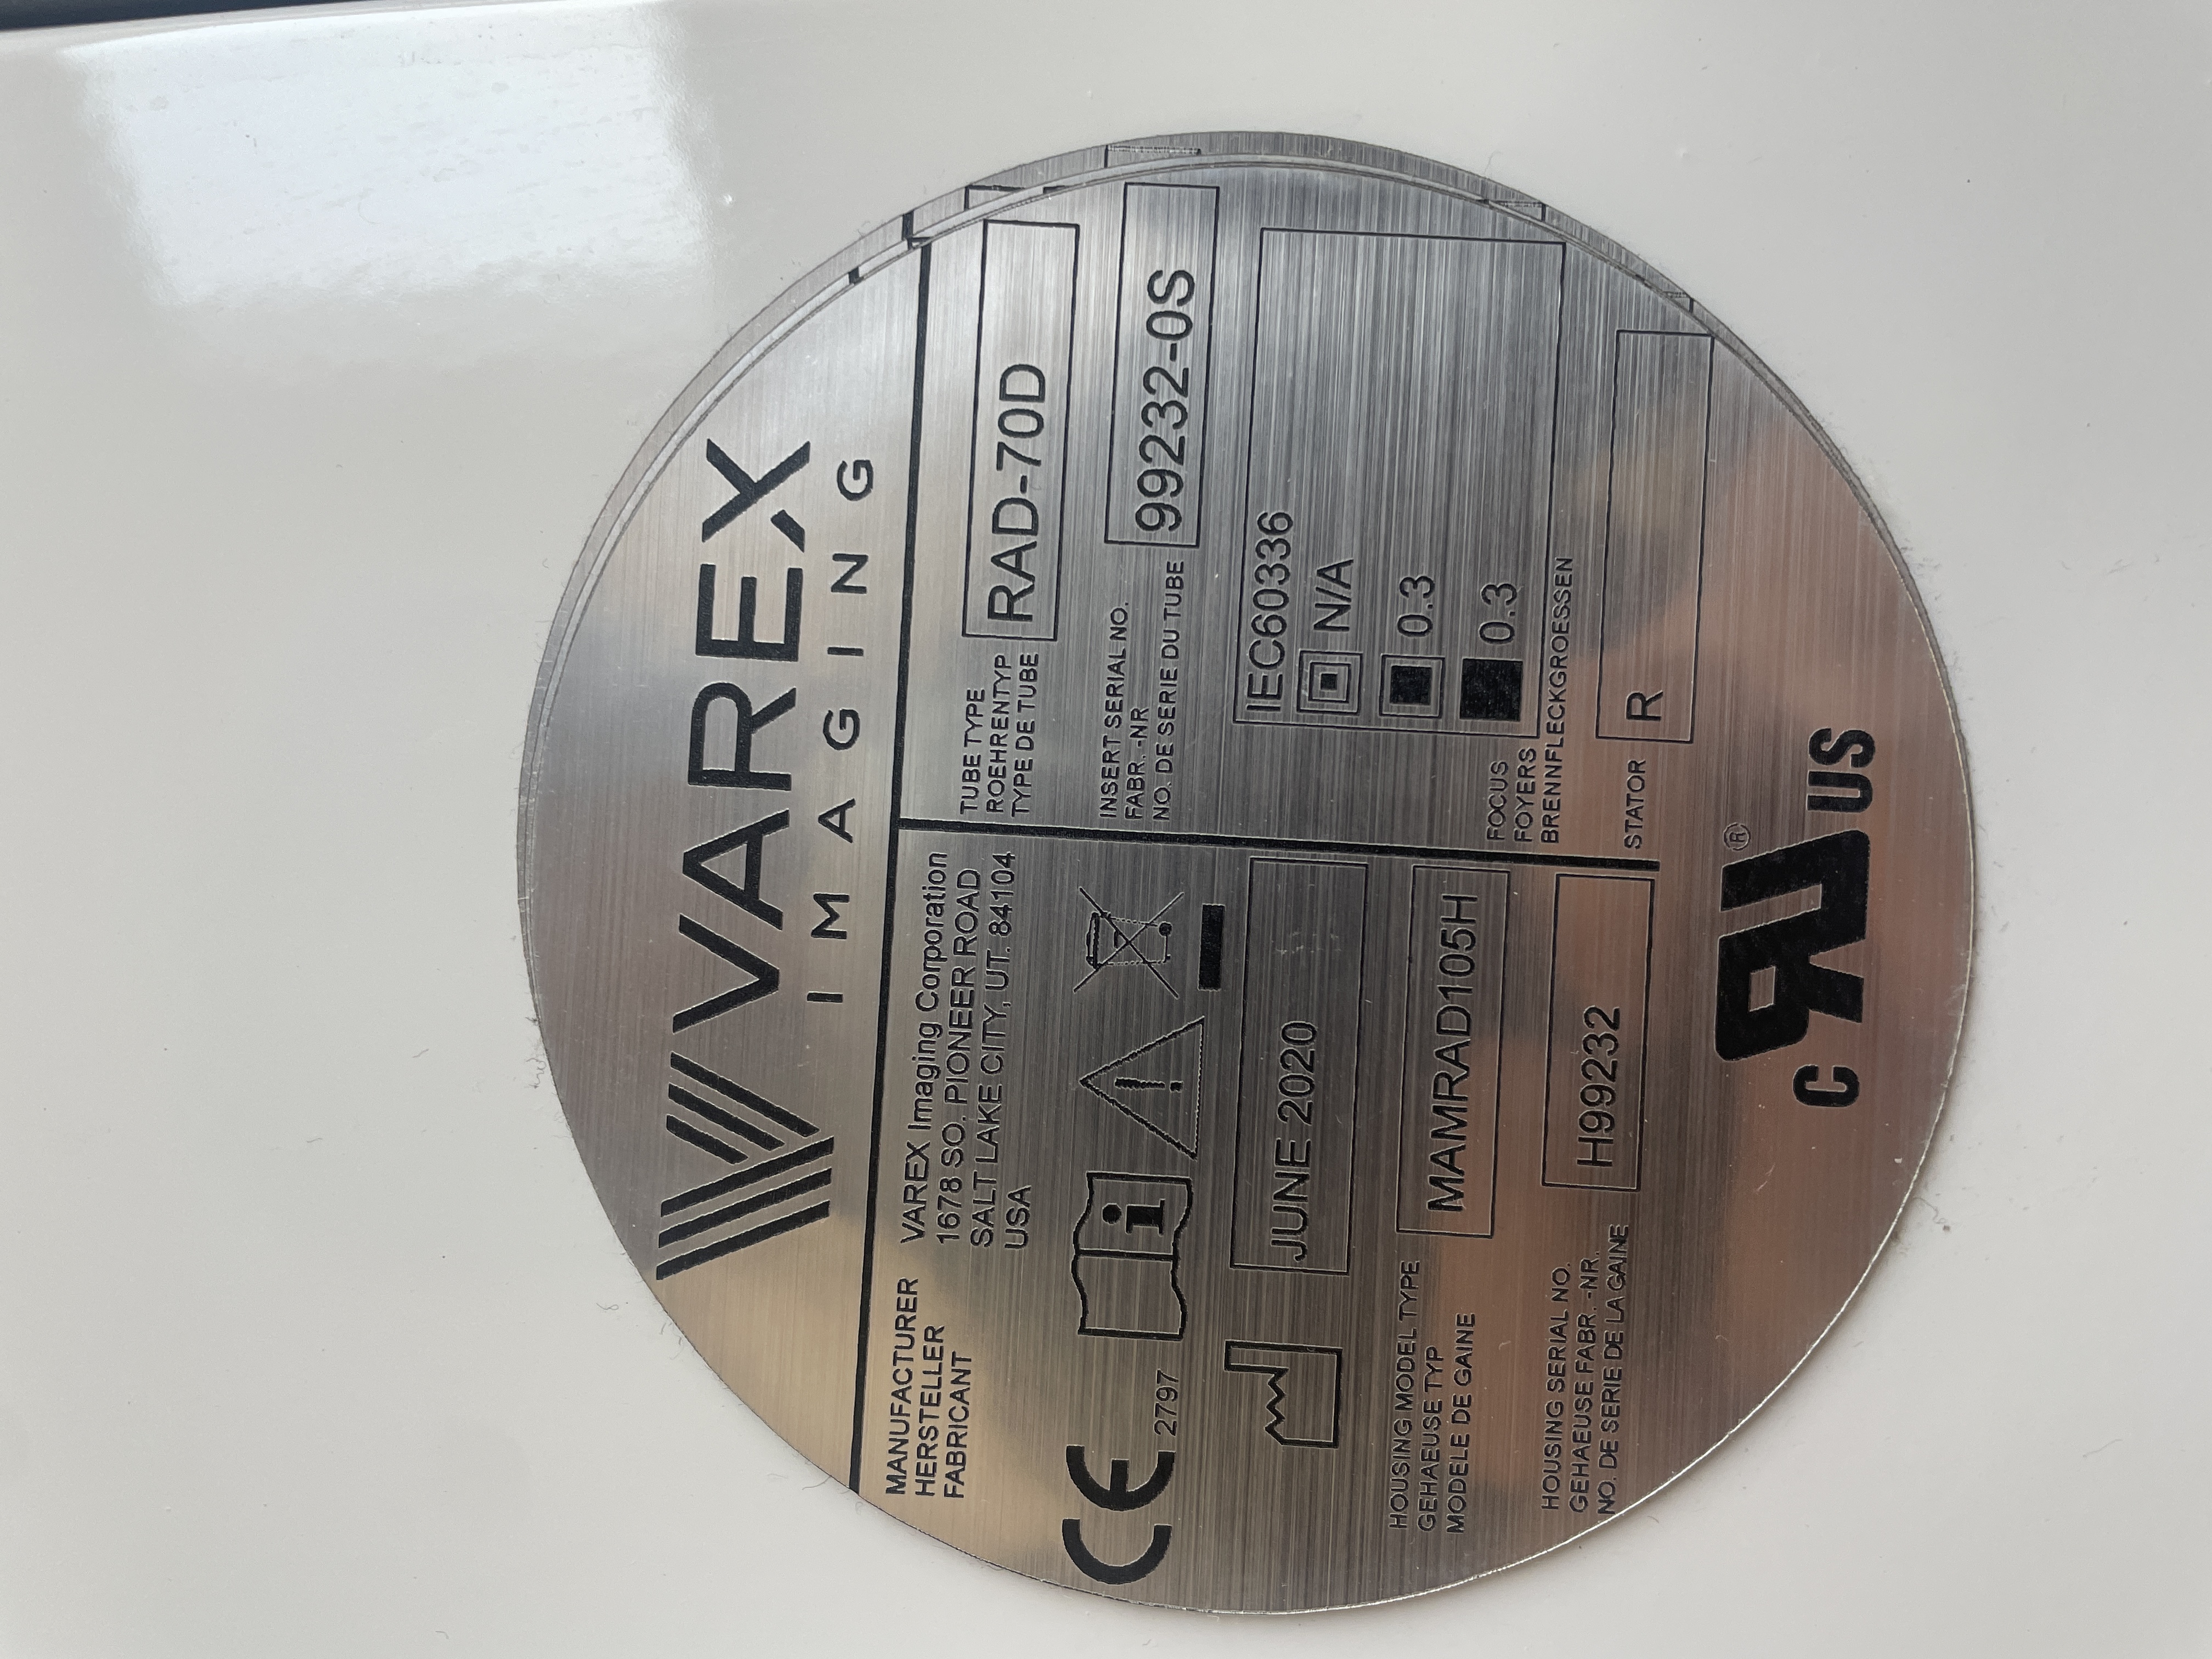 VAREX
IMAGING
MANUFACTURER
HERSTELLER
FABRICANT
VAREX Imaging Corporation
1678 SO. PIONEER ROAD
SALT LAKE CITY, UT. 84104
USA
CE 2797
i
!
JUNE 2020
HOUSING MODEL TYPE
GEHAEUSE TYP
MODELE DE GAINE
MAMRAD105H
HOUSING SERIAL NO.
GEHAEUSE FABR. -NR.
NO. DE SERIE DE LA GAINE
H99232
TUBE TYPE
ROEHRENTYP
TYPE DE TUBE
RAD-70D
INSERT SERIAL NO.
FABR. -NR
NO. DE SERIE DU TUBE
99232-0S
IEC60336
N/A
0.3
0.3
FOCUS
FOYERS
BRENNFLECKGROESSEN
STATOR
R
C RU® US